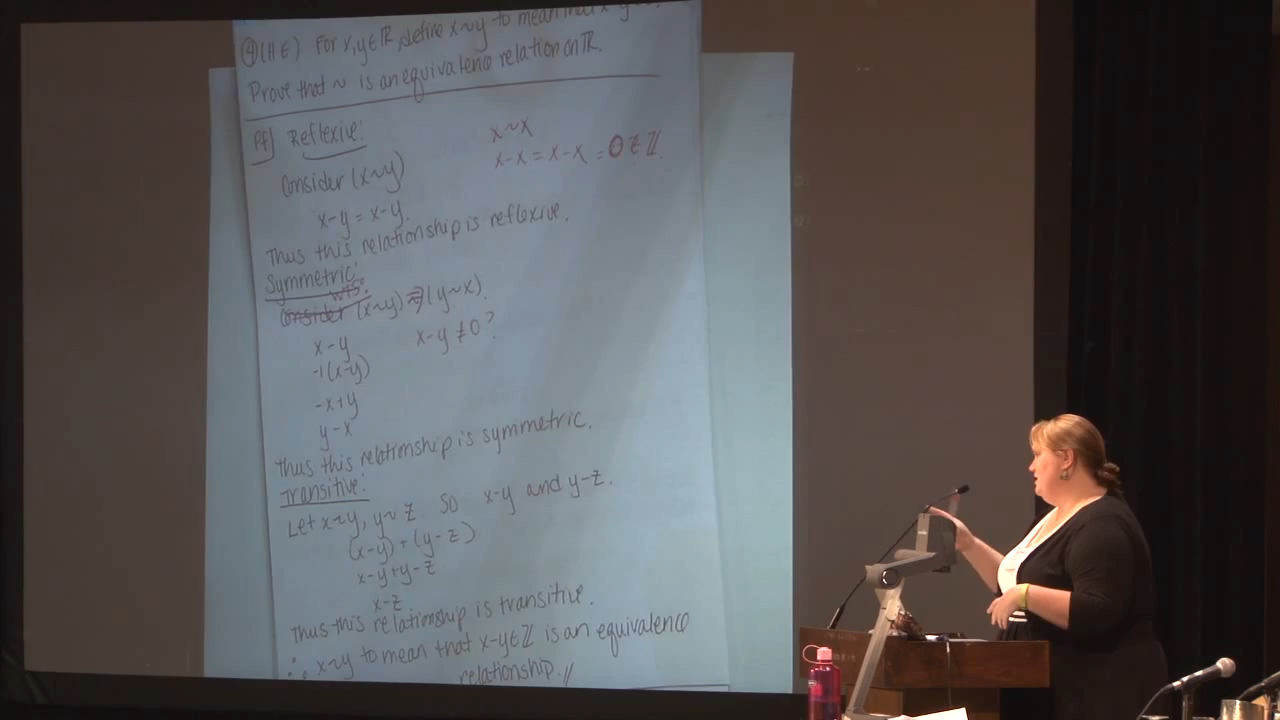 ④(11 E) For x,y∈ℝ, define x~y to mean that x-y
Prove that ~ is an equivalence relation on ℝ.
Pf] Reflexive:
Consider (x~y)
x-y = x-y.
x~x
x-x = x-x = 0 ∈ ℤ.
Thus this relationship is reflexive.
Symmetric:
WTS:
Consider (x~y) ⇒ (y~x).
x-y
x-y ≠ 0?
-1(x-y)
-x+y
y-x
Thus this relationship is symmetric.
Transitive:
Let x~y, y~z. So x-y and y-z.
(x-y)+(y-z)
x-y+y-z
x-z
Thus this relationship is transitive.
∴ x~y to mean that x-y∈ℤ is an equivalence
relationship.//